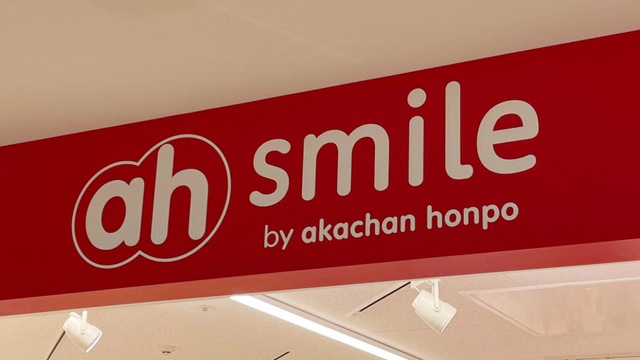 ah smile
by akachan honpo